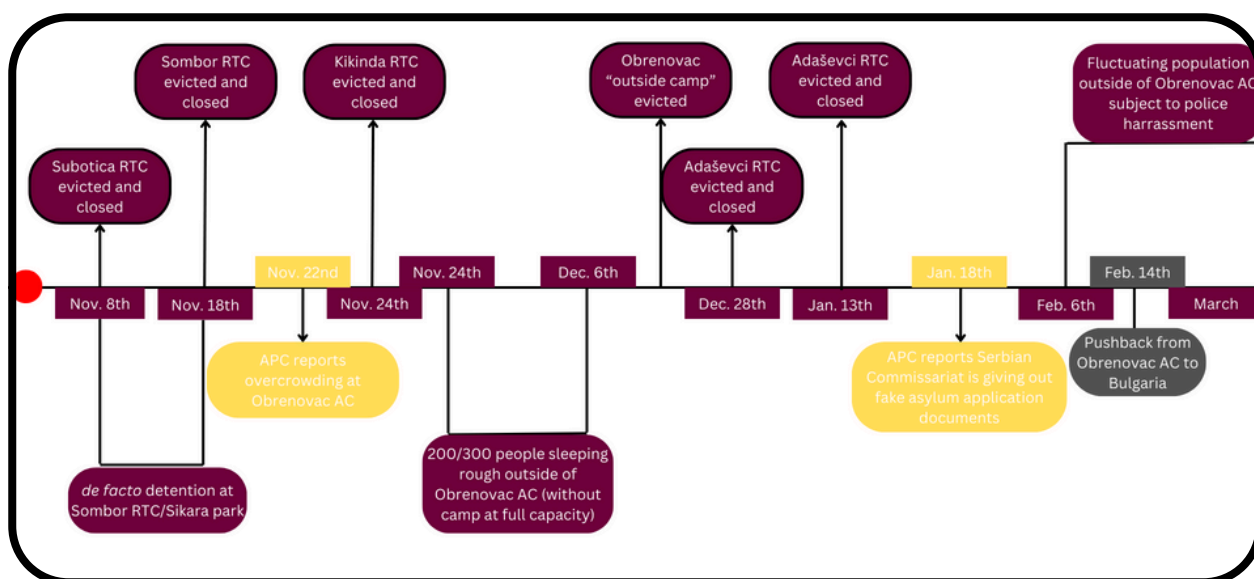 Subotica RTC
evicted and
closed
Sombor RTC
evicted and
closed
Kikinda RTC
evicted and
closed
Obrenovac
“outside camp”
evicted
Adaševci RTC
evicted and
closed
Adaševci RTC
evicted and
closed
Fluctuating population
outside of Obrenovac AC
subject to police
harrassment
Nov. 8th
Nov. 18th
Nov. 22nd
Nov. 24th
Nov. 24th
Dec. 6th
Dec. 28th
Jan. 13th
Jan. 18th
Feb. 6th
Feb. 14th
March
de facto detention at
Sombor RTC/Sikara park
APC reports
overcrowding at
Obrenovac AC
200/300 people sleeping
rough outside of
Obrenovac AC (without
camp at full capacity)
APC reports Serbian
Commissariat is giving out
fake asylum application
documents
Pushback from
Obrenovac AC to
Bulgaria